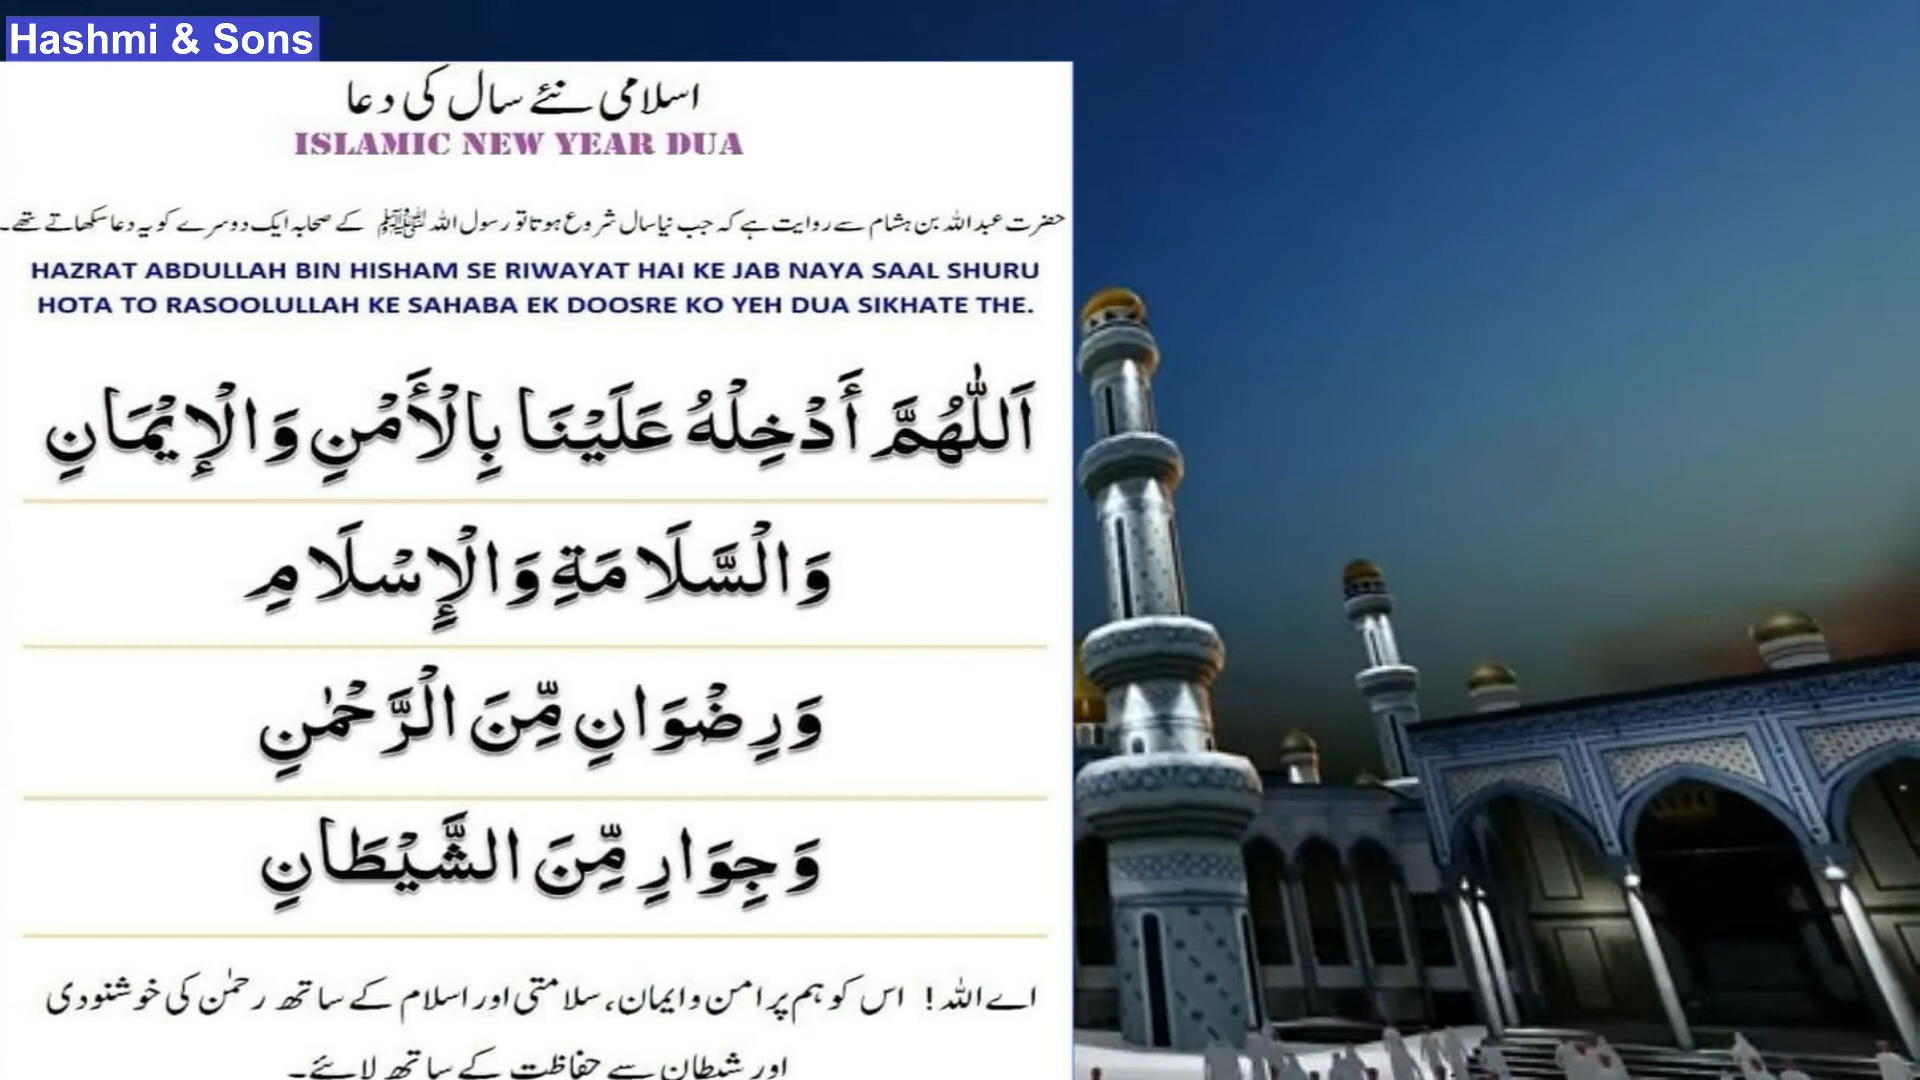 Hashmi & Sons
اسلامی نئے سال کی دعا
ISLAMIC NEW YEAR DUA
حضرت عبداللہ بن ہشام سے روایت ہے کہ جب نیا سال شروع ہوتا تو رسول اللہ ﷺ کے صحابہ ایک دوسرے کو یہ دعا سکھاتے تھے۔
HAZRAT ABDULLAH BIN HISHAM SE RIWAYAT HAI KE JAB NAYA SAAL SHURU
HOTA TO RASOOLULLAH KE SAHABA EK DOOSRE KO YEH DUA SIKHATE THE.
اَللّٰهُمَّ أَدْخِلْهُ عَلَيْنَا بِالْأَمْنِ وَالْإِيْمَانِ
وَالْسَّلَامَةِ وَالْإِسْلَامِ
وَرِضْوَانِ مِّنَ الْرَّحْمٰنِ
وَجِوَارِ مِّنَ الشَّيْطَانِ
اے اللہ! اس کو ہم پر امن و ایمان، سلامتی اور اسلام کے ساتھ رحمٰن کی خوشنودی
اور شیطان سے حفاظت کے ساتھ لائے۔